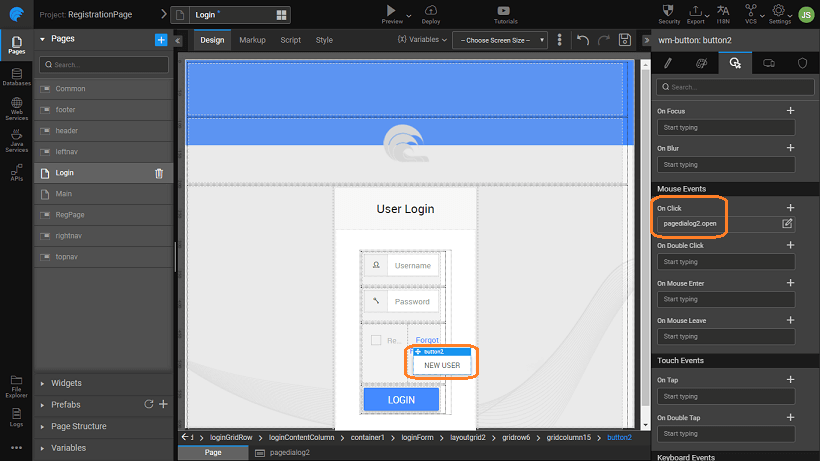 Project: RegistrationPage
Login *
Preview
Deploy
Tutorials
Security
Export
I18N
VCS
Settings
JS
Pages
Databases
Web Services
Java Services
APIs
File Explorer
Logs
Pages
Search...
Common
footer
header
leftnav
Login
Main
RegPage
rightnav
topnav
Widgets
Prefabs
Page Structure
Variables
Design
Markup
Script
Style
{X} Variables
-- Choose Screen Size --
User Login
Username
Password
Re...
Forgot
button2
NEW USER
LOGIN
loginGridRow
loginContentColumn
container1
loginForm
layoutgrid2
gridrow6
gridcolumn15
button2
Page
pagedialog2
wm-button: button2
Search...
On Focus
Start typing
On Blur
Start typing
Mouse Events
On Click
pagedialog2.open
On Double Click
Start typing
On Mouse Enter
Start typing
On Mouse Leave
Start typing
Touch Events
On Tap
Start typing
On Double Tap
Start typing
Keyboard Events